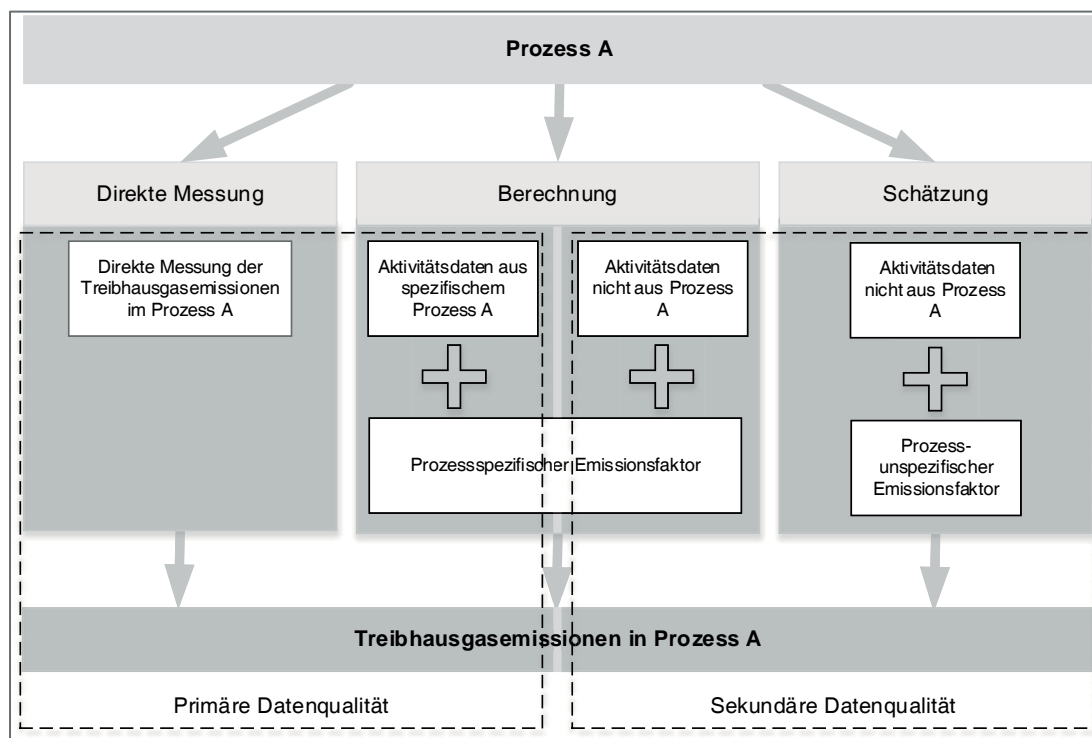 Prozess A
Direkte Messung
Berechnung
Schätzung
Direkte Messung der
Treibhausgasemissionen
im Prozess A
Aktivitätsdaten aus
spezifischem
Prozess A
Aktivitätsdaten
nicht aus Prozess
A
Aktivitätsdaten
nicht aus Prozess
A
Prozessspezifischer Emissionsfaktor
Prozess-
unspezifischer
Emissionsfaktor
Treibhausgasemissionen in Prozess A
Primäre Datenqualität
Sekundäre Datenqualität